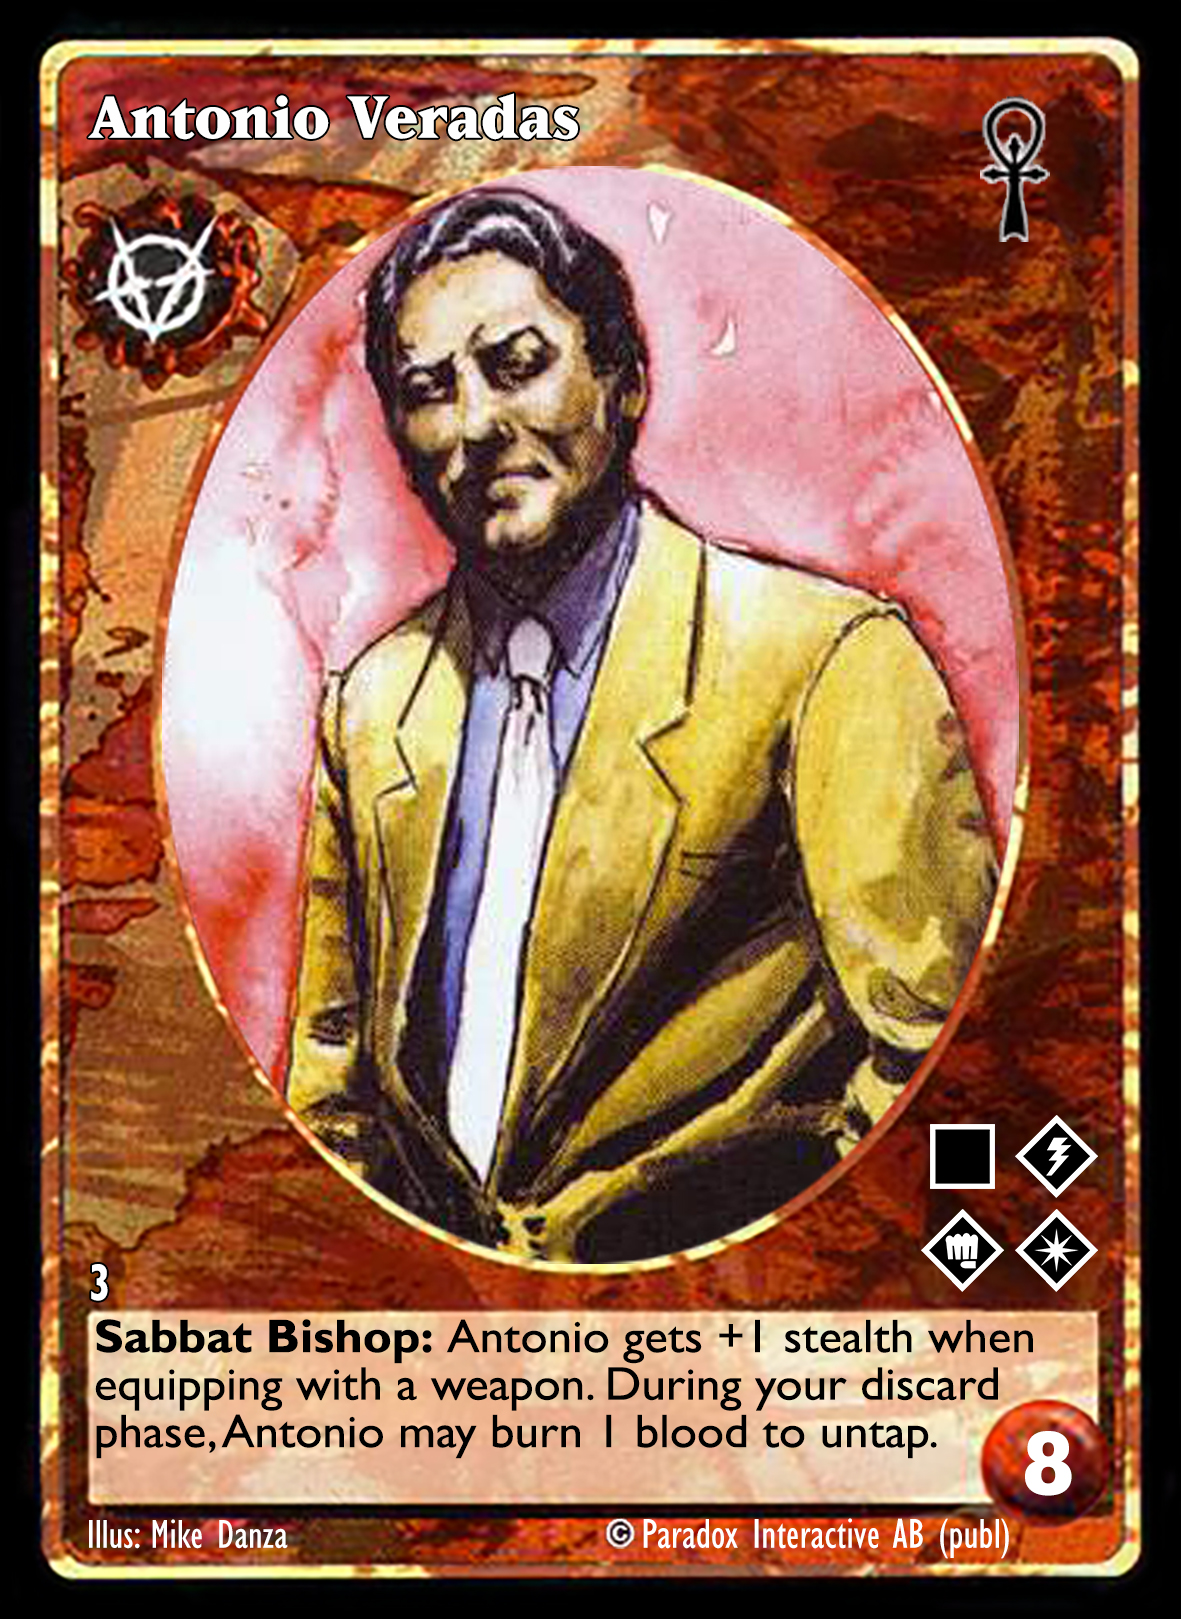 Antonio Veradas
3
Sabbat Bishop: Antonio gets +1 stealth when
equipping with a weapon. During your discard
phase, Antonio may burn 1 blood to untap.
8
Illus: Mike Danza
© Paradox Interactive AB (publ)